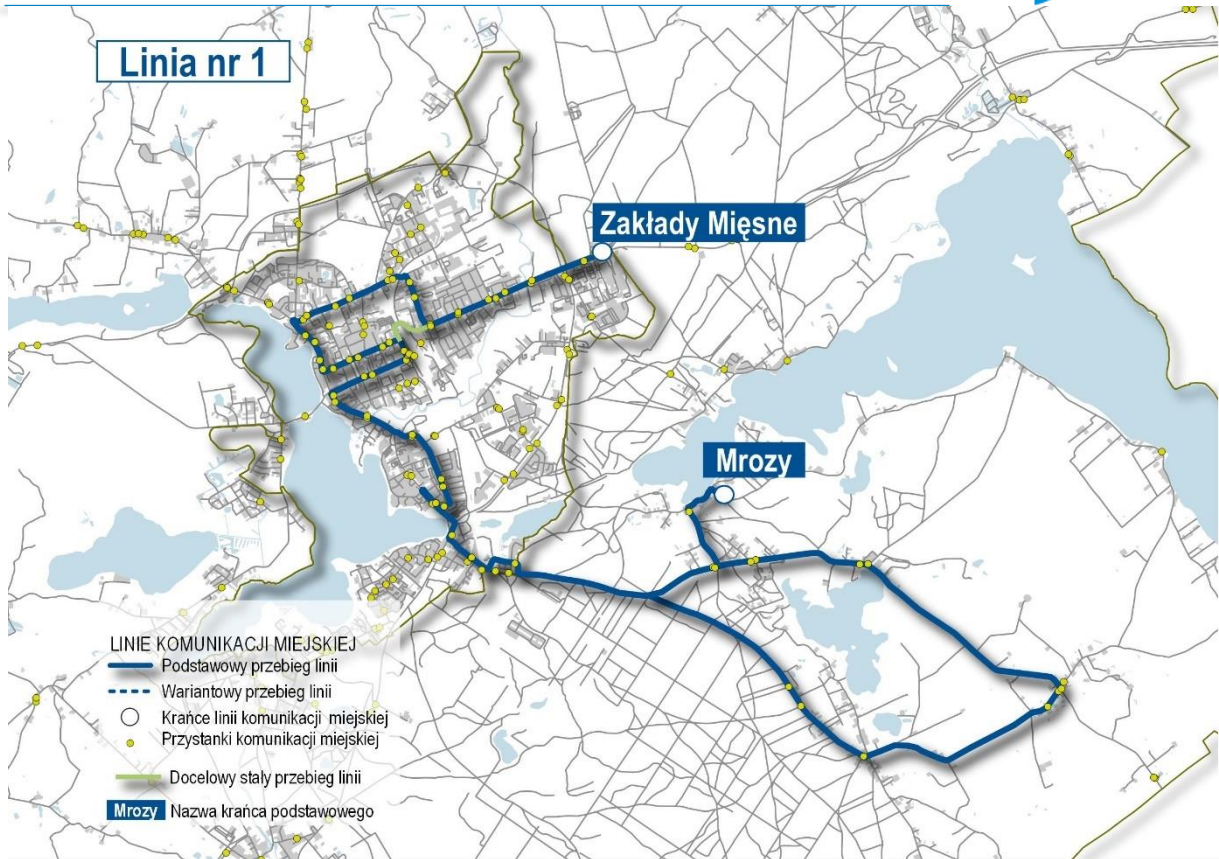 Linia nr 1
Zakłady Mięsne
Mrozy
LINIE KOMUNIKACJI MIEJSKIEJ
Podstawowy przebieg linii
Wariantowy przebieg linii
Krańce linii komunikacji miejskiej
Przystanki komunikacji miejskiej
Docelowy stały przebieg linii
Mrozy Nazwa krańca podstawowego